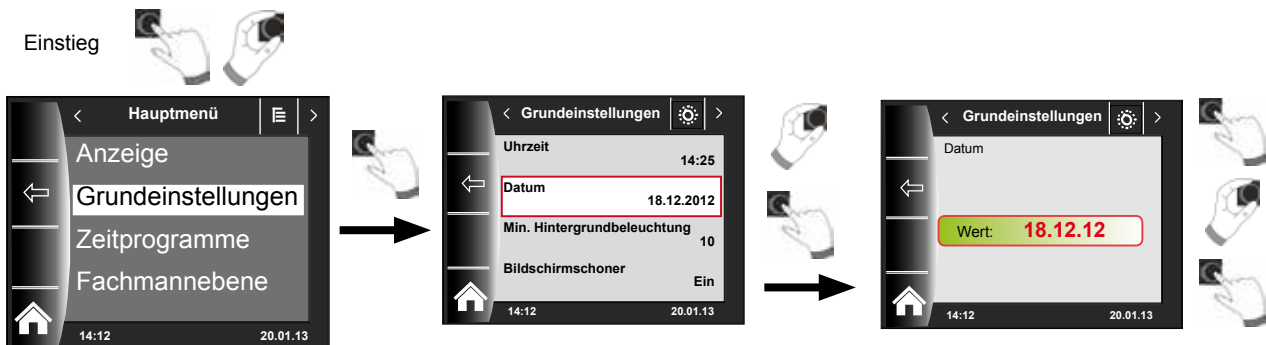 Einstieg
< Hauptmenü >
Anzeige
Grundeinstellungen
Zeitprogramme
Fachmannebene
14:12 20.01.13
< Grundeinstellungen >
Uhrzeit
14:25
Datum
18.12.2012
Min. Hintergrundbeleuchtung
10
Bildschirmschoner
Ein
14:12 20.01.13
< Grundeinstellungen >
Datum
Wert: 18.12.12
14:12 20.01.13